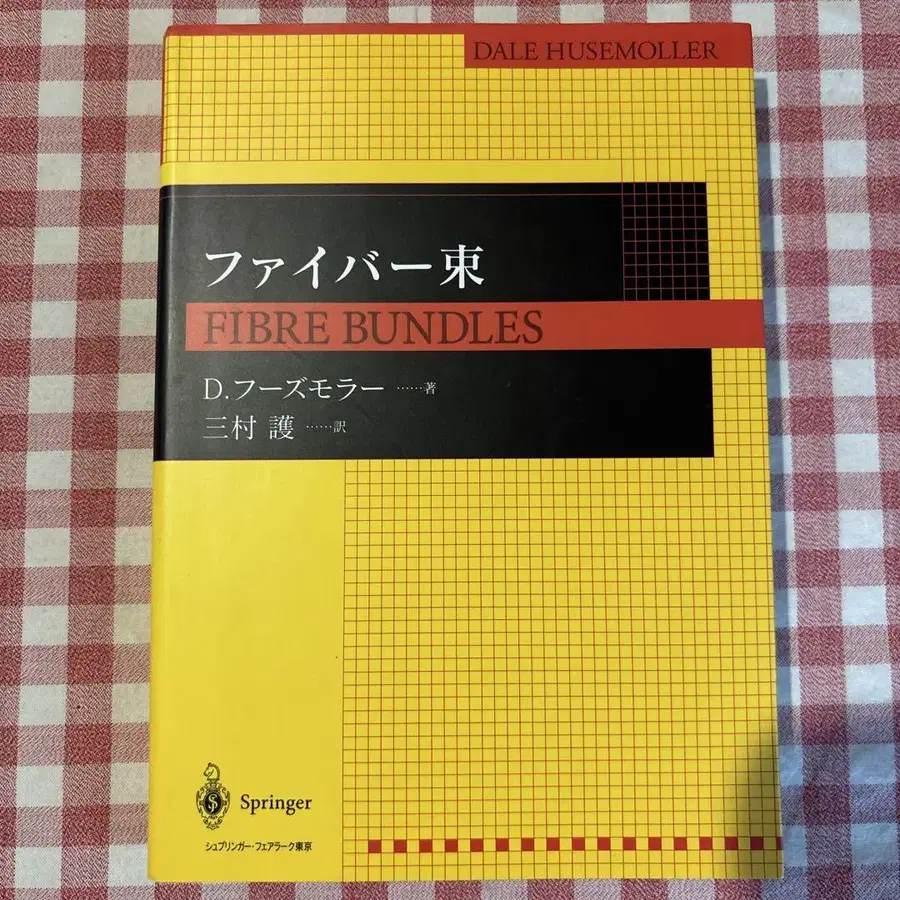 DALE HUSEMOLLER
ファイバー束
FIBRE BUNDLES
D.フーズモラー ……著
三村 護 ……訳
Springer
シュプリンガー・フェアラーク東京